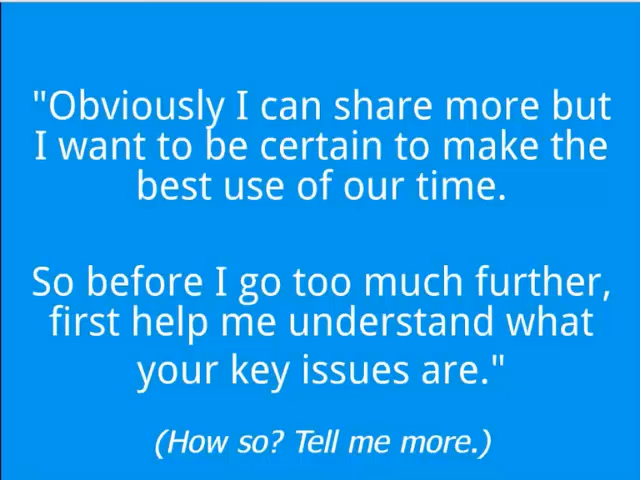 "Obviously I can share more but
I want to be certain to make the
best use of our time.
So before I go too much further,
first help me understand what
your key issues are."
(How so? Tell me more.)